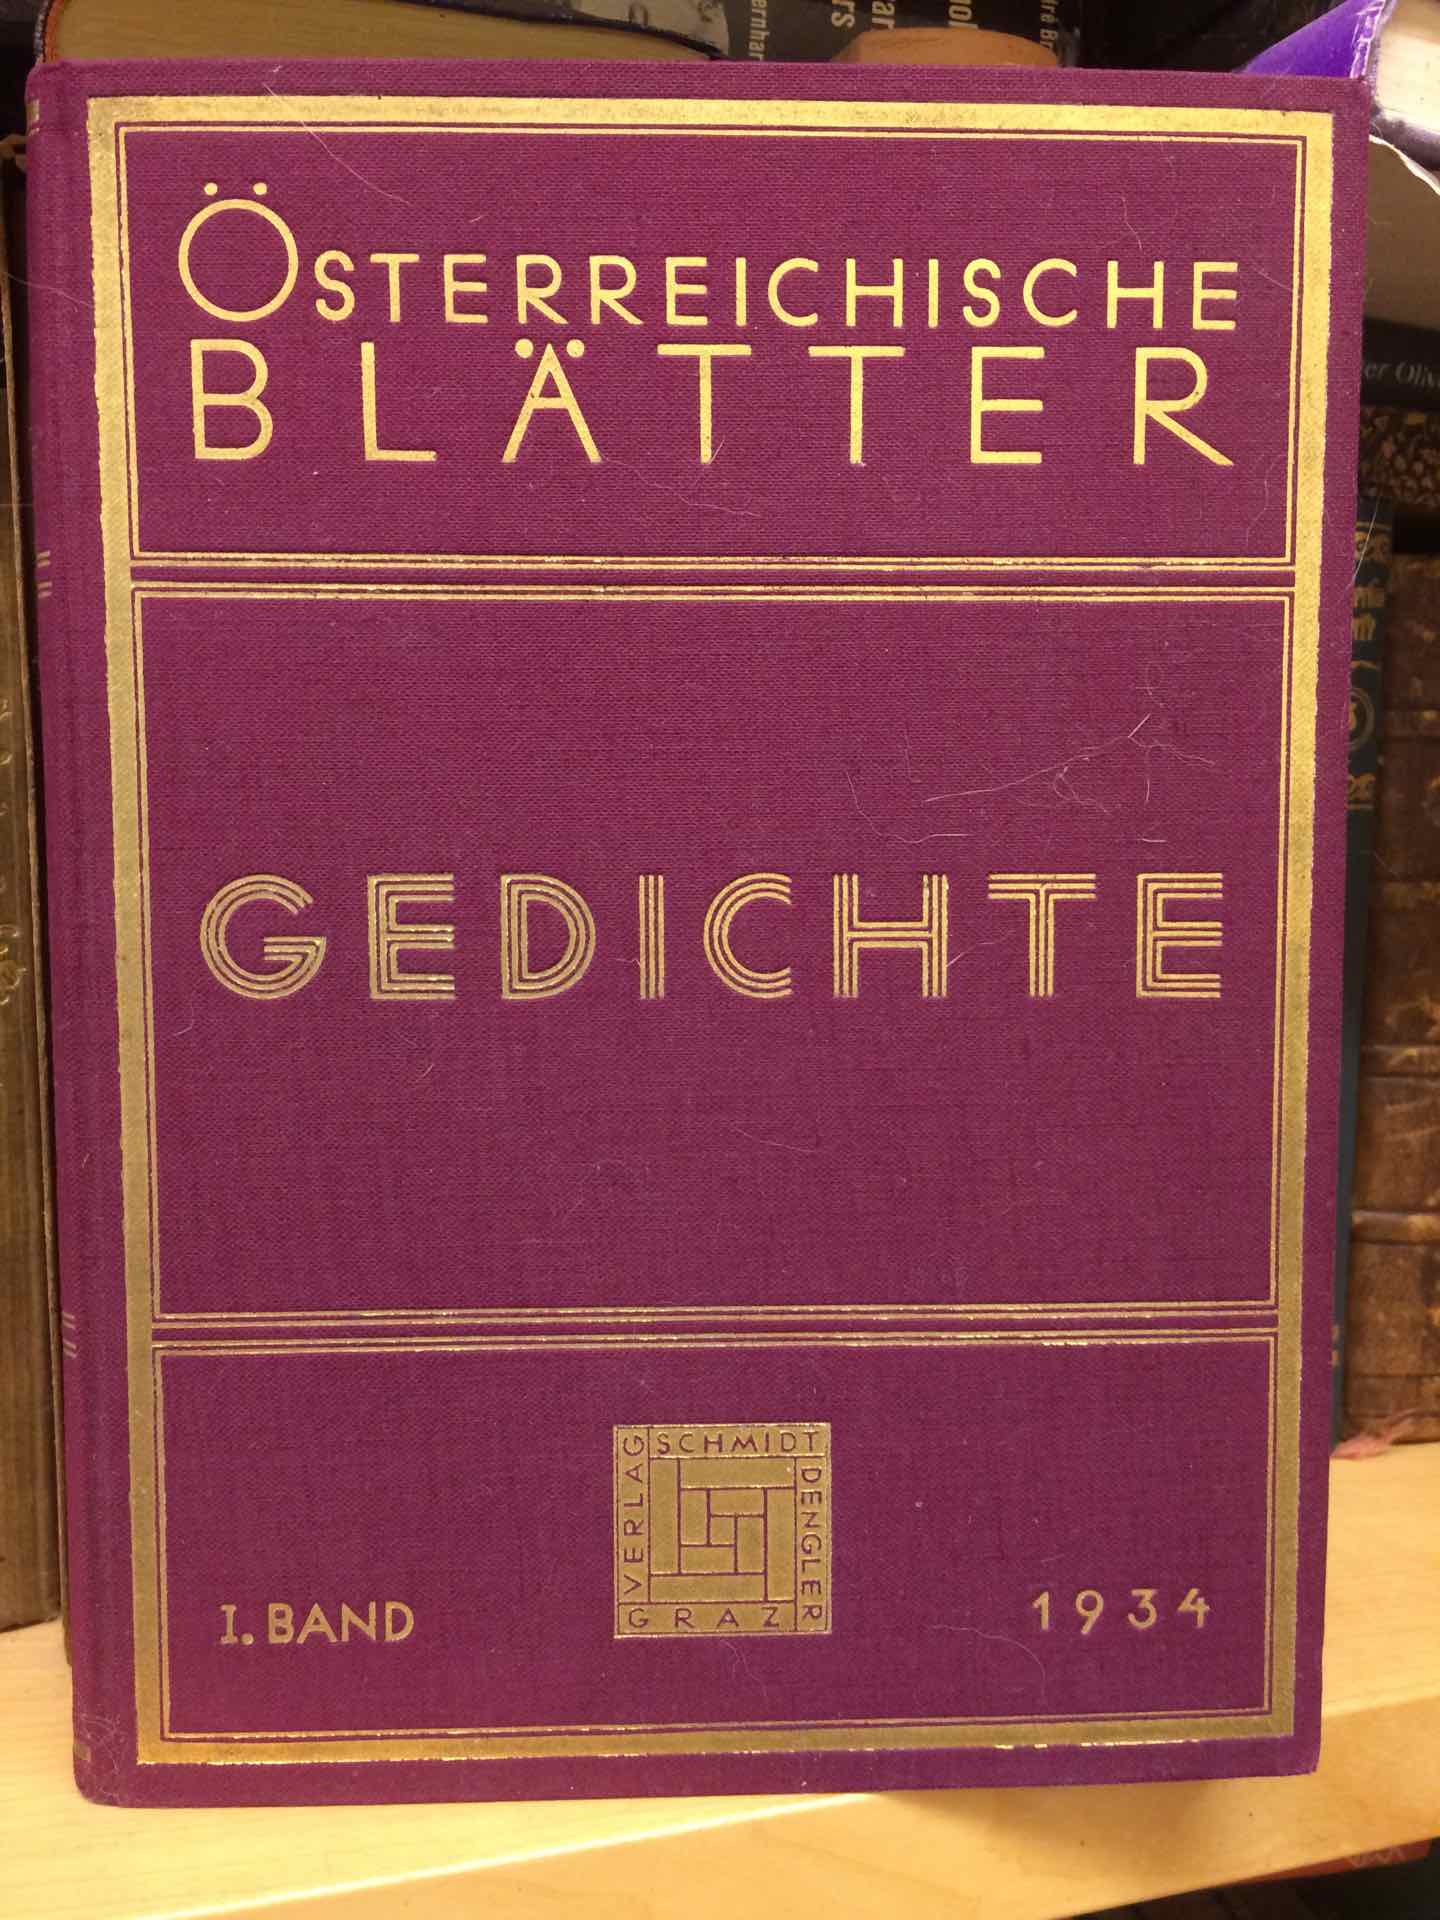 ÖSTERREICHISCHE
BLÄTTER
GEDICHTE
I. BAND
VERLAG
SCHMIDT
DENGLER
GRAZ
1934